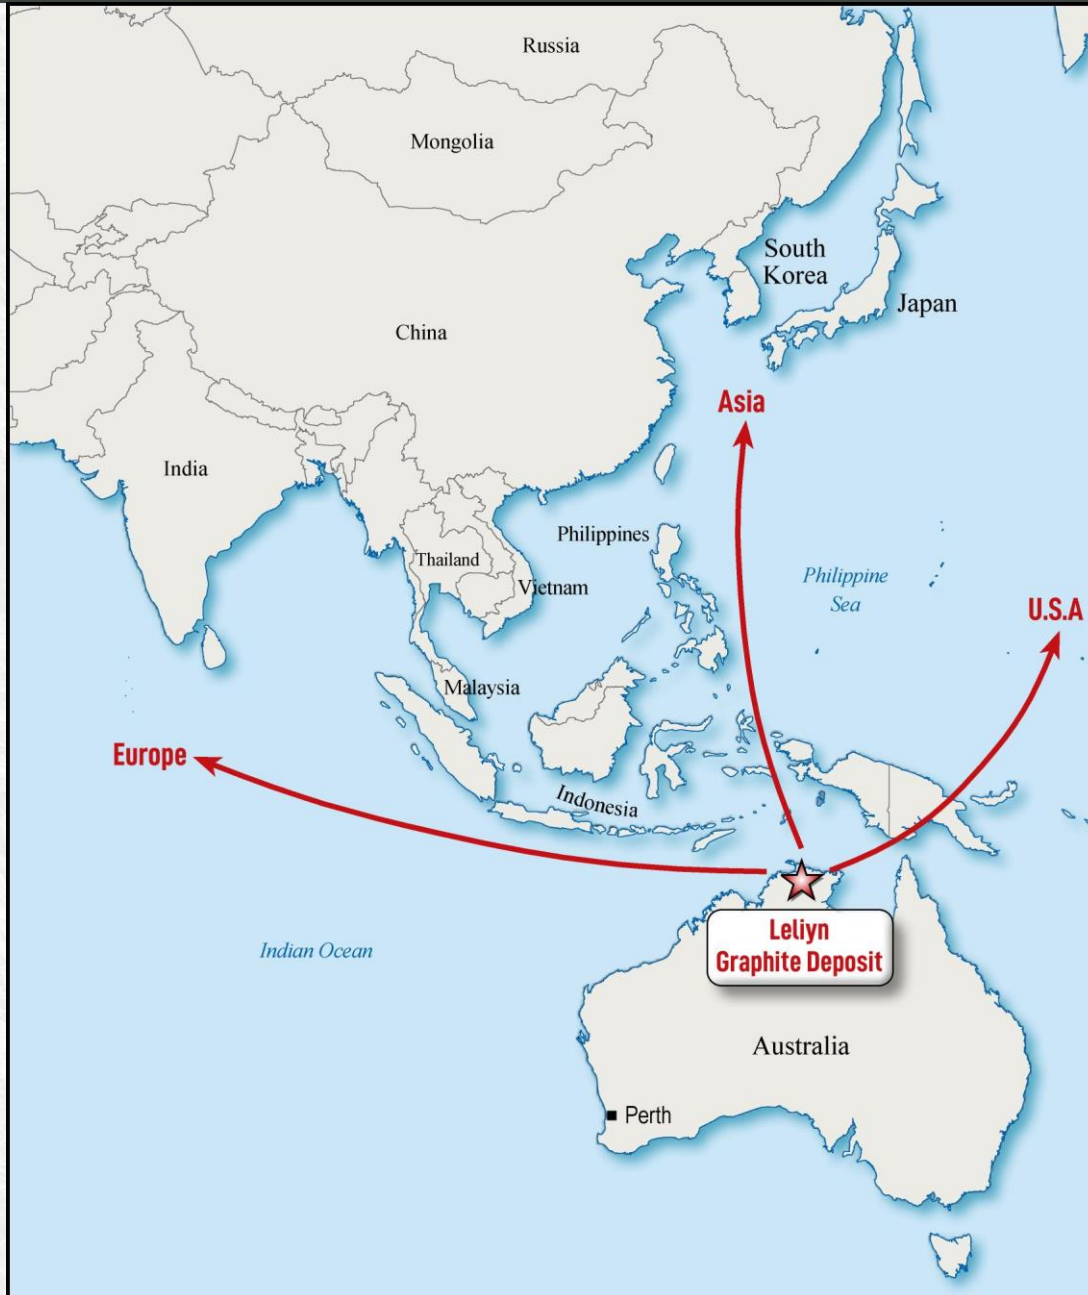 Russia
Mongolia
South
Korea
Japan
China
Asia
India
Philippines
Thailand
Philippine
Sea
Vietnam
U.S.A
Malaysia
Europe
Indonesia
Leliyn
Graphite Deposit
Indian Ocean
Australia
Perth